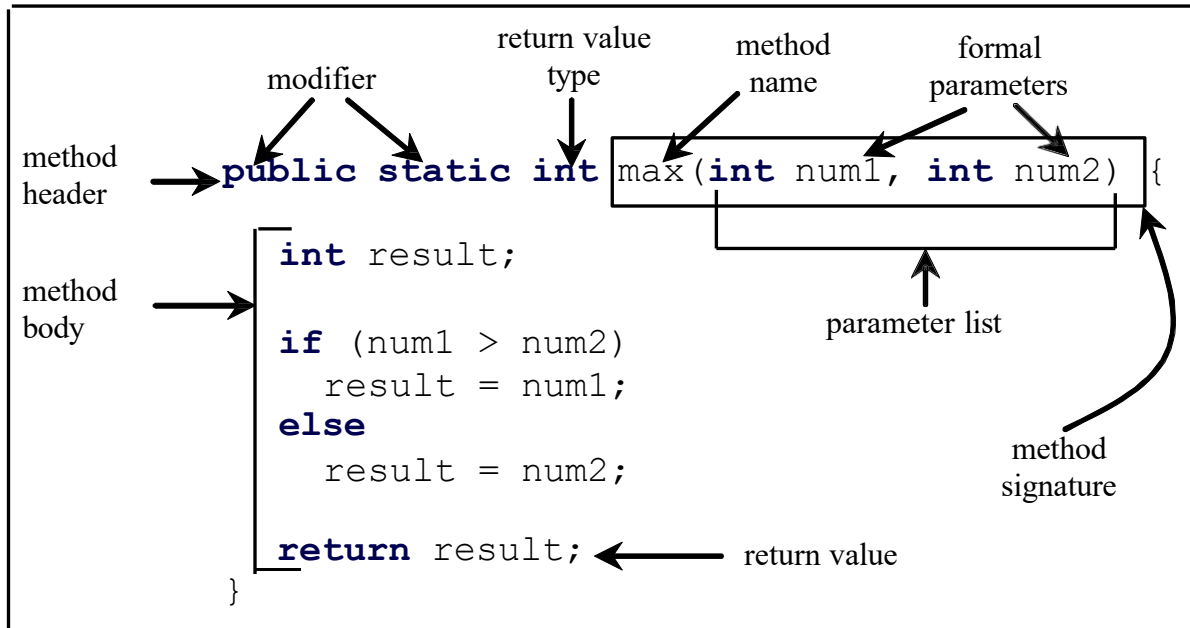 return value
type
method
name
formal
parameters
modifier
method
header
public static int max(int num1, int num2) {
int result;
method
body
parameter list
if (num1 > num2)
result = num1;
else
result = num2;
method
signature
return result;
return value
}